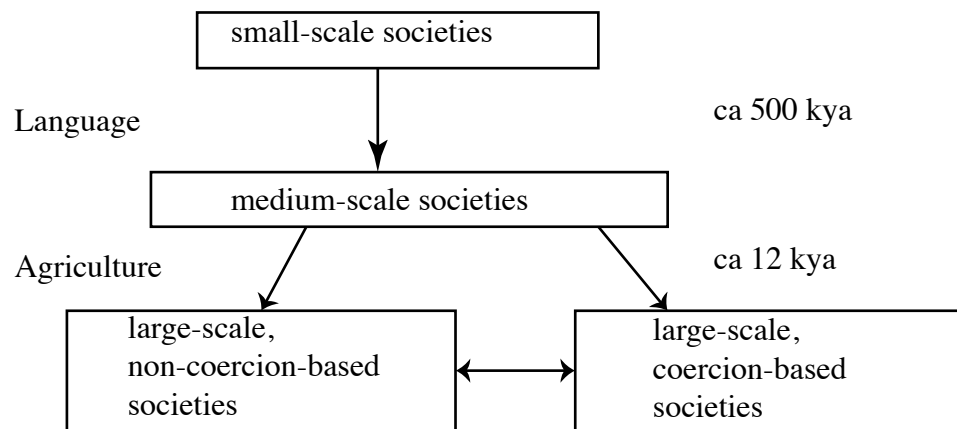 small-scale societies
Language
ca 500 kya
medium-scale societies
Agriculture
ca 12 kya
large-scale,
non-coercion-based
societies
large-scale,
coercion-based
societies